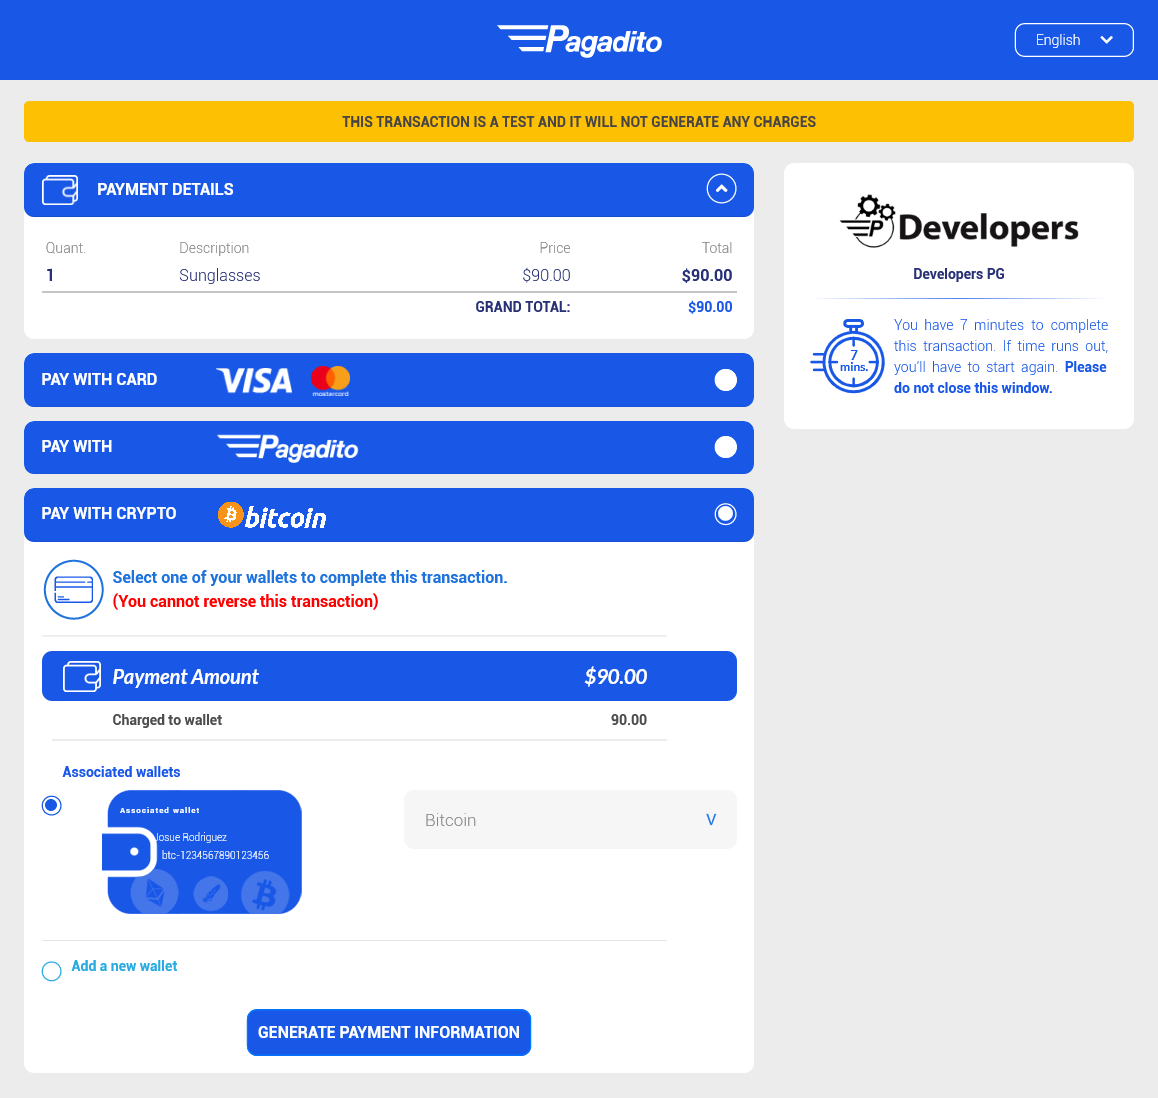 Pagadito
English
THIS TRANSACTION IS A TEST AND IT WILL NOT GENERATE ANY CHARGES
PAYMENT DETAILS
Quant. Description Price Total
1 Sunglasses $90.00 $90.00
GRAND TOTAL: $90.00
PAY WITH CARD VISA mastercard
PAY WITH Pagadito
PAY WITH CRYPTO bitcoin
Select one of your wallets to complete this transaction.
(You cannot reverse this transaction)
Payment Amount $90.00
Charged to wallet 90.00
Associated wallets
Associated wallet
Josue Rodriguez
btc-1234567890123456
Bitcoin V
Add a new wallet
GENERATE PAYMENT INFORMATION
P Developers
Developers PG
7
mins.
You have 7 minutes to complete
this transaction. If time runs out,
you'll have to start again. Please
do not close this window.